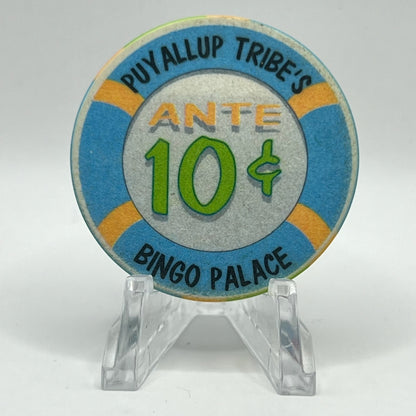 PUYALLUP TRIBE'S
ANTE
10¢
BINGO PALACE